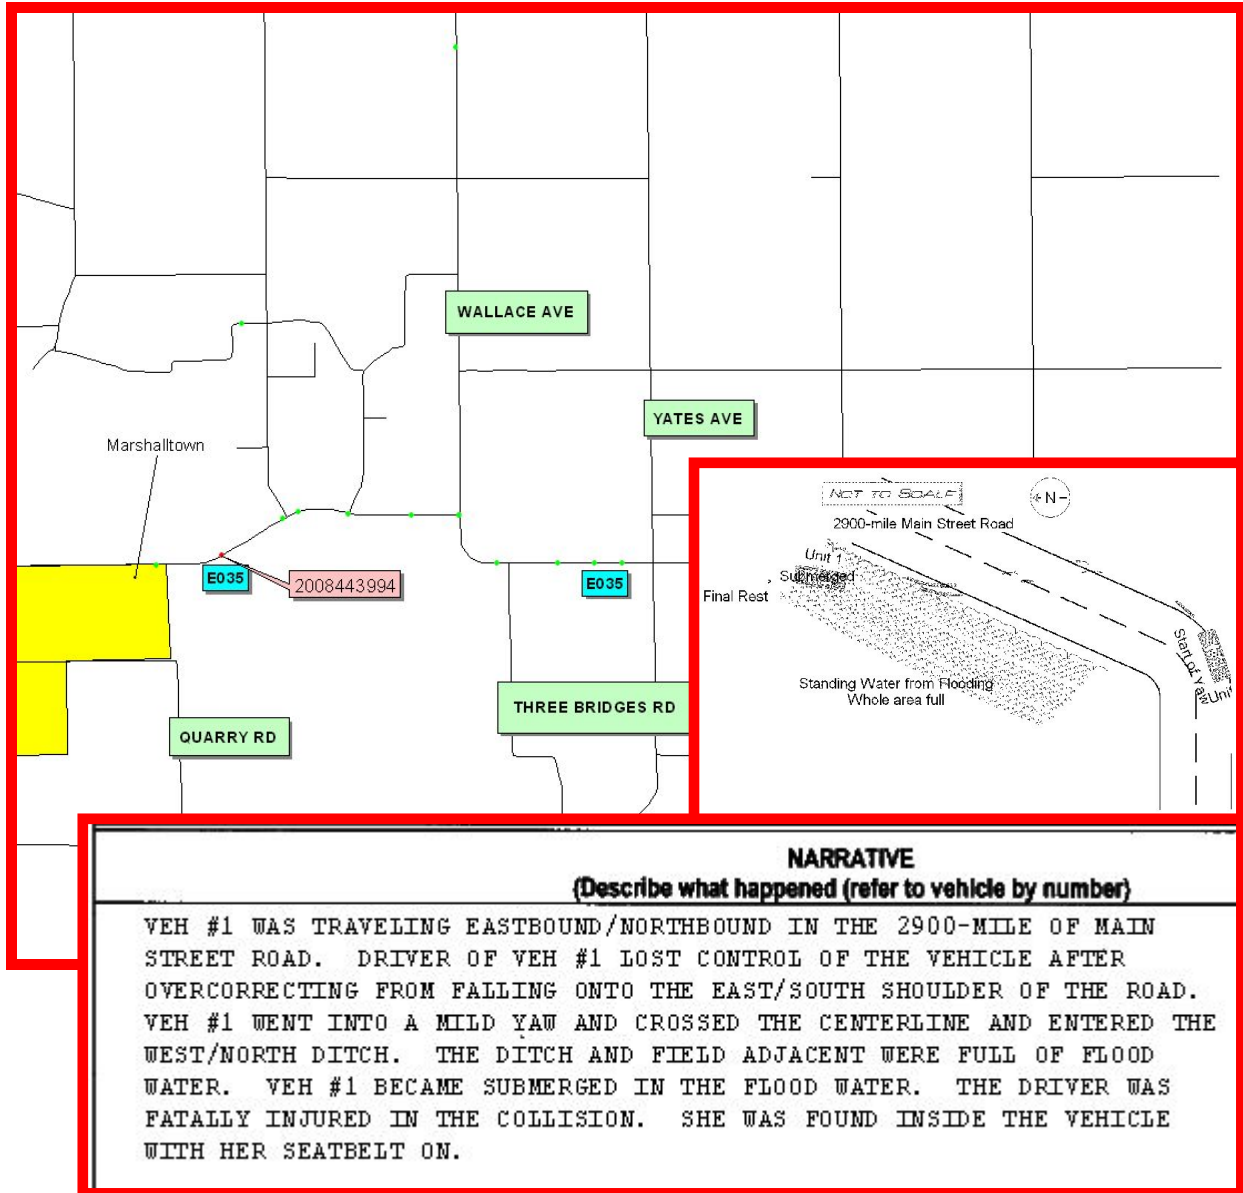 WALLACE AVE
YATES AVE
Marshalltown
E035
2008443994
E035
THREE BRIDGES RD
QUARRY RD
NOT TO SCALE
N
2900-mile Main Street Road
Unit 1
Submerged
Final Rest
Start of Yaw
Unit
Standing Water from Flooding
Whole area full
NARRATIVE
(Describe what happened (refer to vehicle by number)
VEH #1 WAS TRAVELING EASTBOUND/NORTHBOUND IN THE 2900-MILE OF MAIN
STREET ROAD. DRIVER OF VEH #1 LOST CONTROL OF THE VEHICLE AFTER
OVERCORRECTING FROM FALLING ONTO THE EAST/SOUTH SHOULDER OF THE ROAD.
VEH #1 WENT INTO A MILD YAW AND CROSSED THE CENTERLINE AND ENTERED THE
WEST/NORTH DITCH. THE DITCH AND FIELD ADJACENT WERE FULL OF FLOOD
WATER. VEH #1 BECAME SUBMERGED IN THE FLOOD WATER. THE DRIVER WAS
FATALLY INJURED IN THE COLLISION. SHE WAS FOUND INSIDE THE VEHICLE
WITH HER SEATBELT ON.